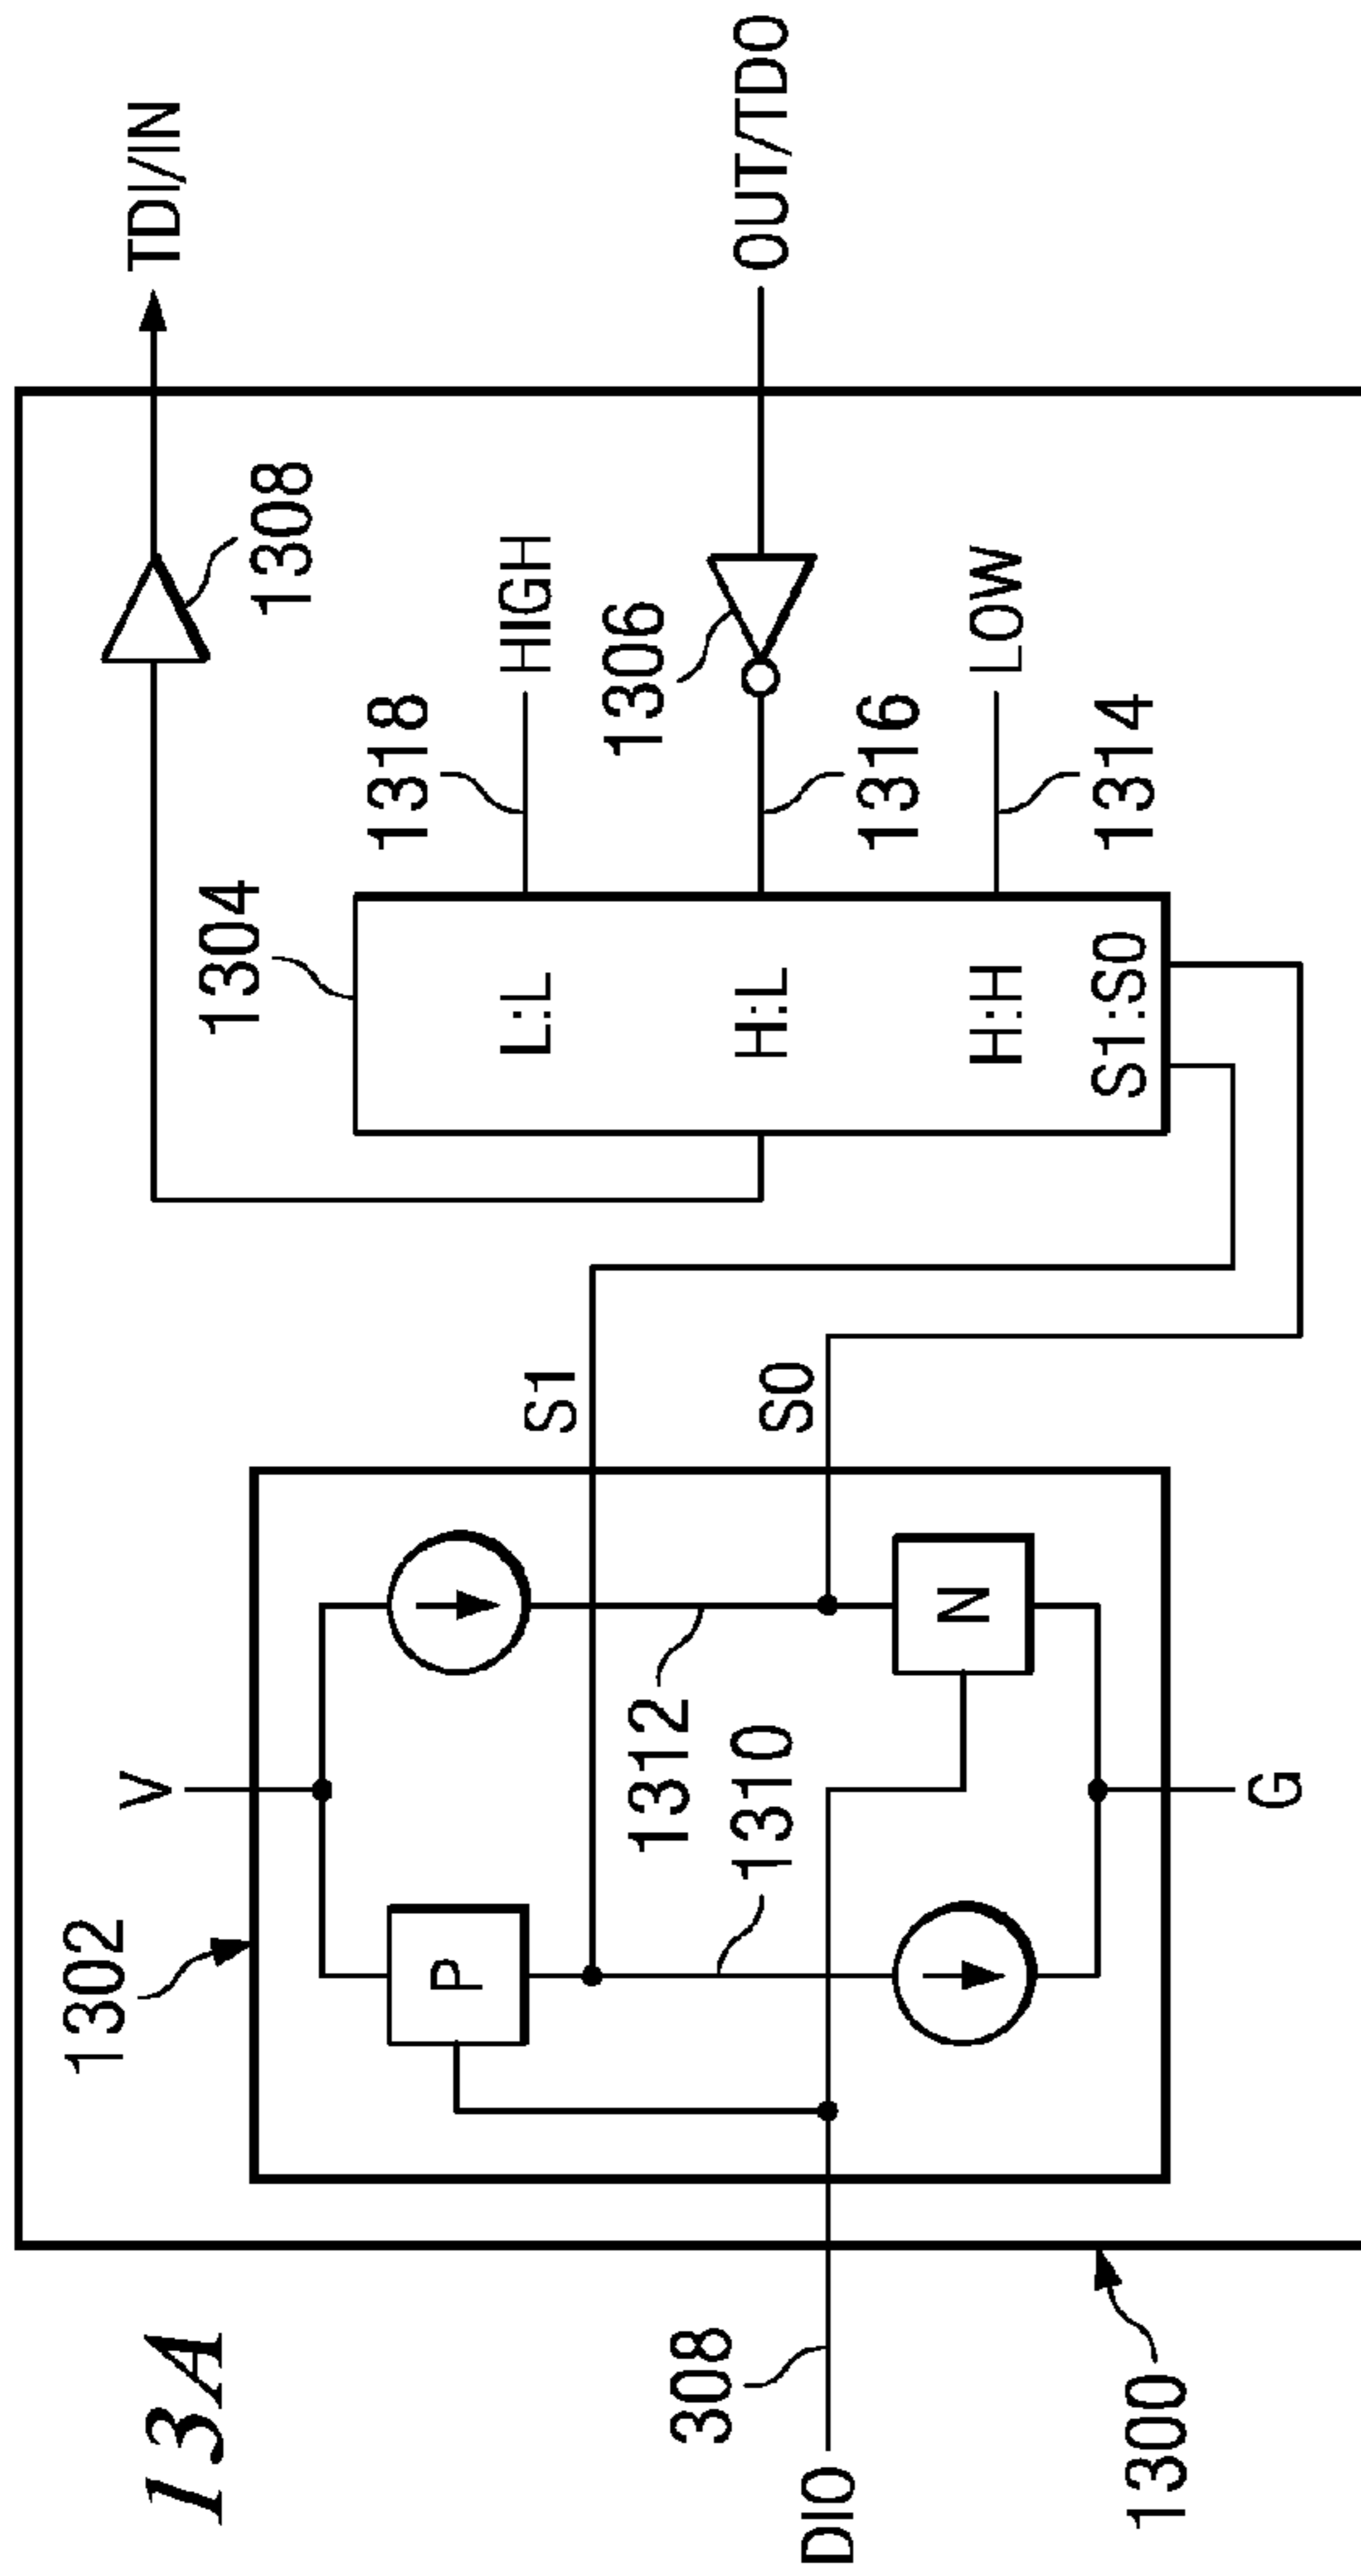 13A
1302
V
TDI/IN
1308
1304
1318
HIGH
P
S1
L:L
1312
1306
1310
S0
H:L
1316
OUT/TDO
308
DIO
N
H:H
LOW
S1:S0
1314
G
1300